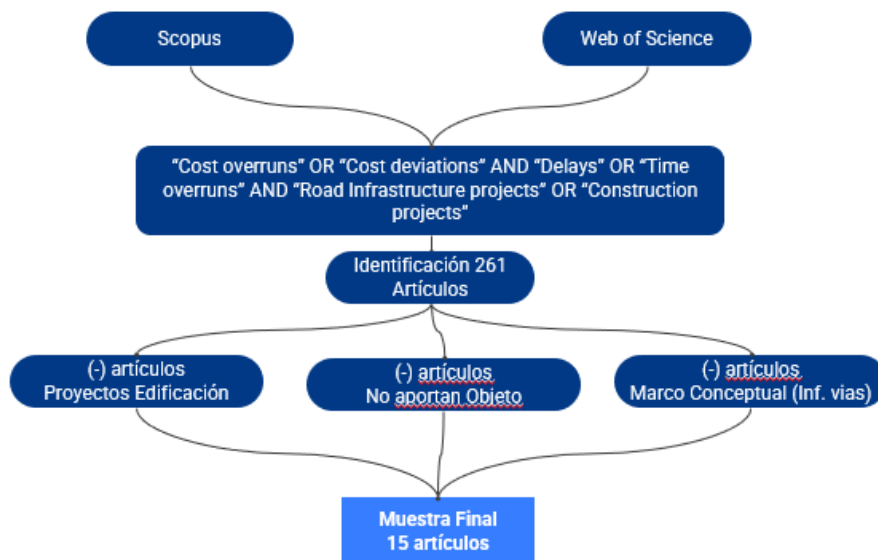 Scopus
Web of Science
“Cost overruns” OR “Cost deviations” AND “Delays” OR “Time
overruns” AND “Road Infrastructure projects” OR “Construction
projects”
Identificación 261
Artículos
(-) artículos
Proyectos Edificación
(-) artículos
No aportan Objeto
(-) artículos
Marco Conceptual (Inf. vias)
Muestra Final
15 artículos